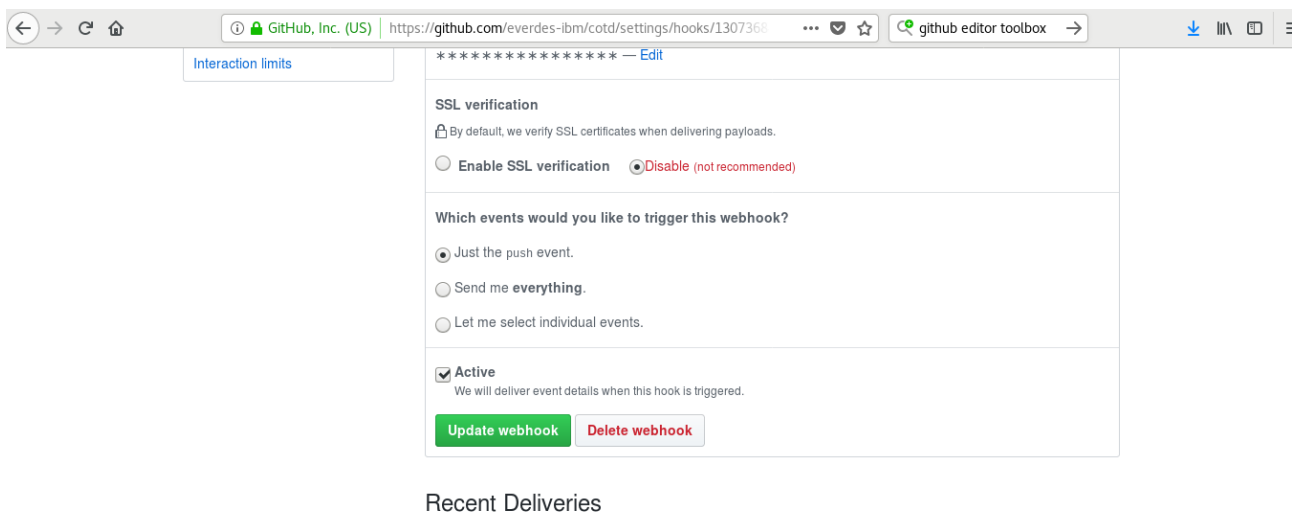 GitHub, Inc. (US) https://github.com/everdes-ibm/cotd/settings/hooks/1307368 github editor toolbox
Interaction limits
*************** — Edit
SSL verification
By default, we verify SSL certificates when delivering payloads.
Enable SSL verification Disable (not recommended)
Which events would you like to trigger this webhook?
Just the push event.
Send me everything.
Let me select individual events.
Active
We will deliver event details when this hook is triggered.
Update webhook Delete webhook
Recent Deliveries